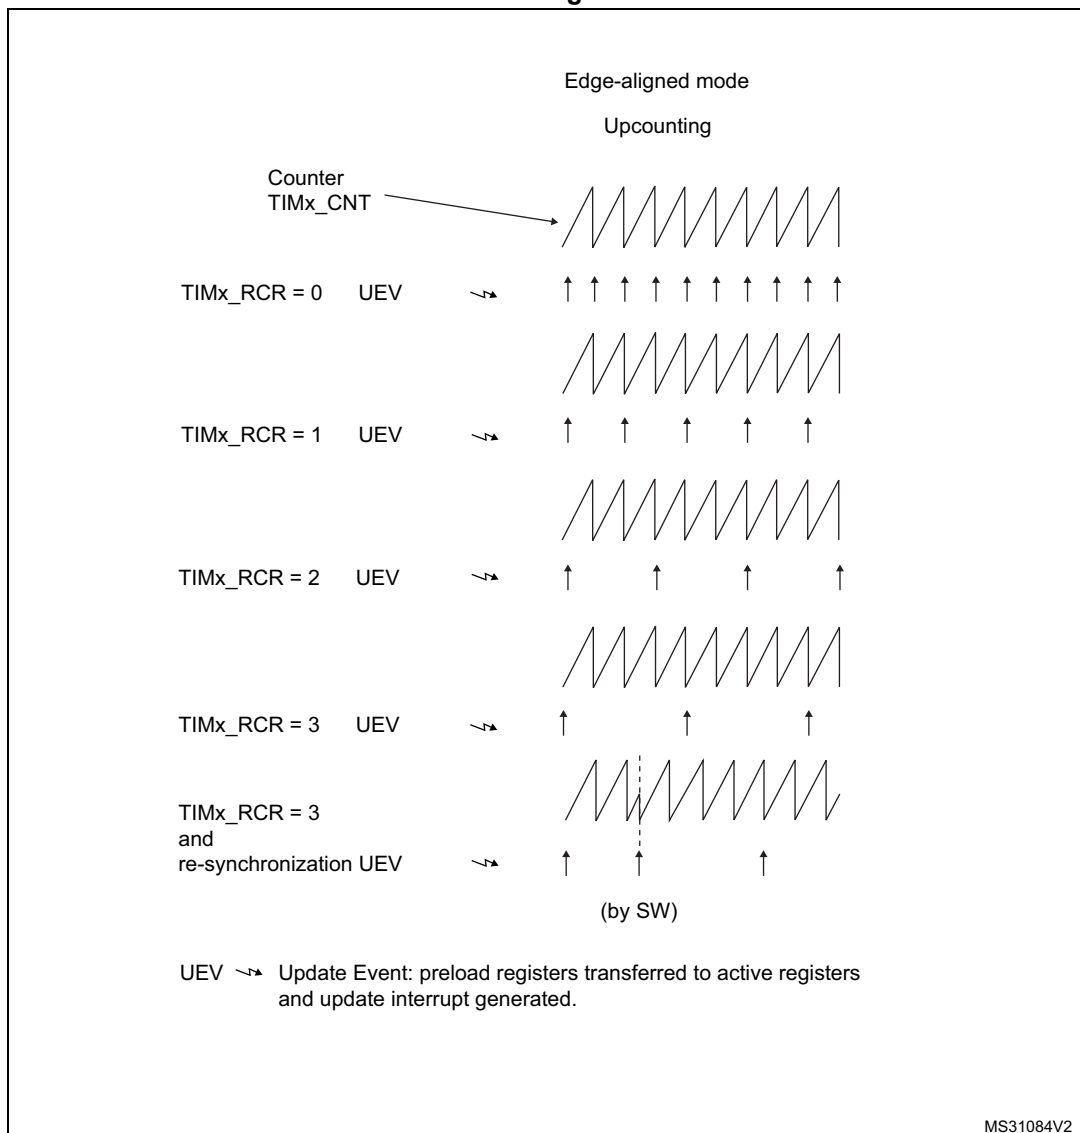 Edge-aligned mode
Upcounting
Counter
TIMx_CNT
TIMx_RCR = 0 UEV
TIMx_RCR = 1 UEV
TIMx_RCR = 2 UEV
TIMx_RCR = 3 UEV
TIMx_RCR = 3
and
re-synchronization UEV
(by SW)
UEV Update Event: preload registers transferred to active registers
and update interrupt generated.
MS31084V2